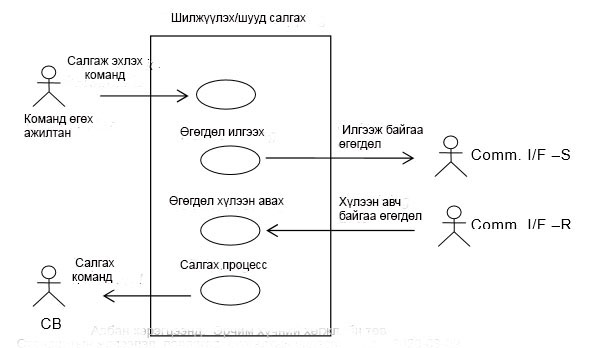 Шилжүүлэх/шууд салгах
Салгаж эхлэх
команд
Команд өгөх
ажилтан
Өгөгдөл илгээх
Илгээж байгаа
өгөгдөл
Comm. I/F –S
Өгөгдөл хүлээн авах
Хүлээн авч
байгаа өгөгдөл
Comm. I/F –R
Салгах
команд
Салгах процесс
CB